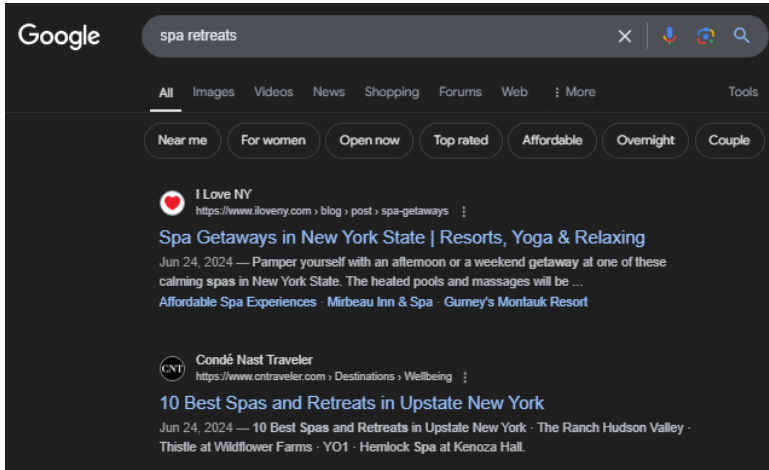 Google
spa retreats
All Images Videos News Shopping Forums Web More Tools
Near me For women Open now Top rated Affordable Overnight Couple
I Love NY
https://www.iloveny.com › blog › post › spa-getaways
Spa Getaways in New York State | Resorts, Yoga & Relaxing
Jun 24, 2024 — Pamper yourself with an afternoon or a weekend getaway at one of these
calming spas in New York State. The heated pools and massages will be ...
Affordable Spa Experiences · Mirbeau Inn & Spa · Gurney's Montauk Resort
CNT
Condé Nast Traveler
https://www.cntraveler.com › Destinations › Wellbeing
10 Best Spas and Retreats in Upstate New York
Jun 24, 2024 — 10 Best Spas and Retreats in Upstate New York · The Ranch Hudson Valley ·
Thistle at Wildflower Farms · YO1 · Hemlock Spa at Kenoza Hall.